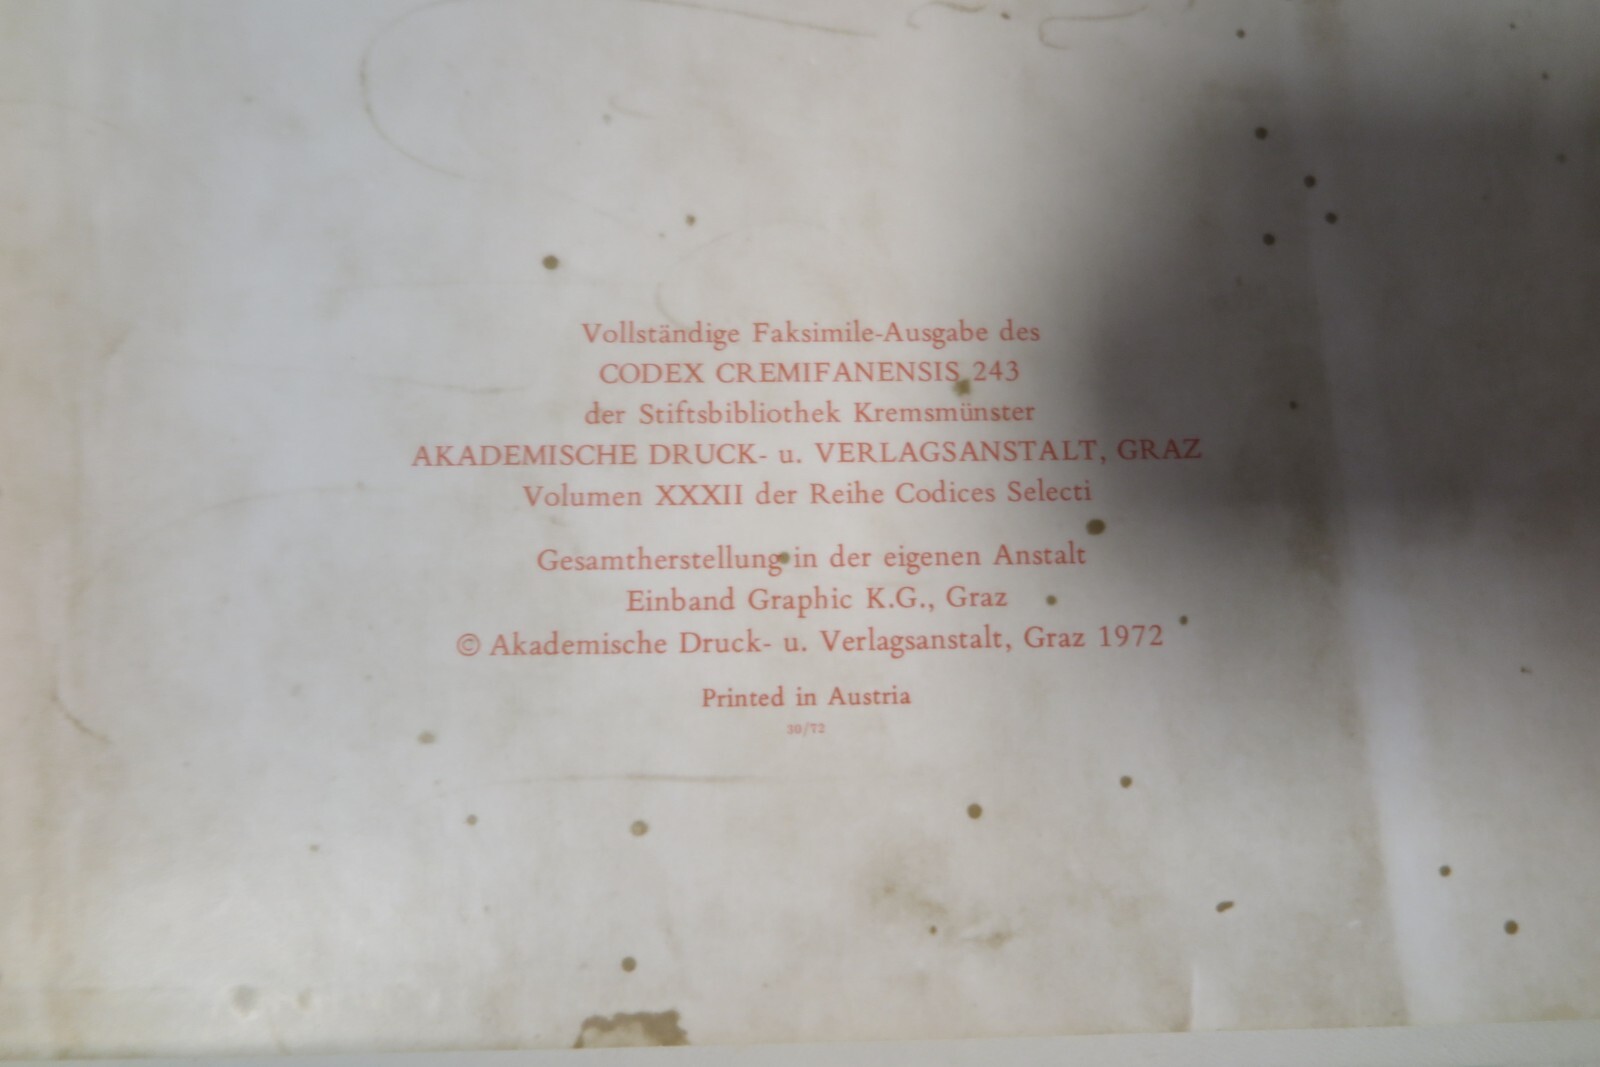 Vollständige Faksimile-Ausgabe des
CODEX CREMIFANENSIS 243
der Stiftsbibliothek Kremsmünster
AKADEMISCHE DRUCK- u. VERLAGSANSTALT, GRAZ
Volumen XXXII der Reihe Codices Selecti
Gesamtherstellung in der eigenen Anstalt
Einband Graphic K.G., Graz
© Akademische Druck- u. Verlagsanstalt, Graz 1972
Printed in Austria
30/72